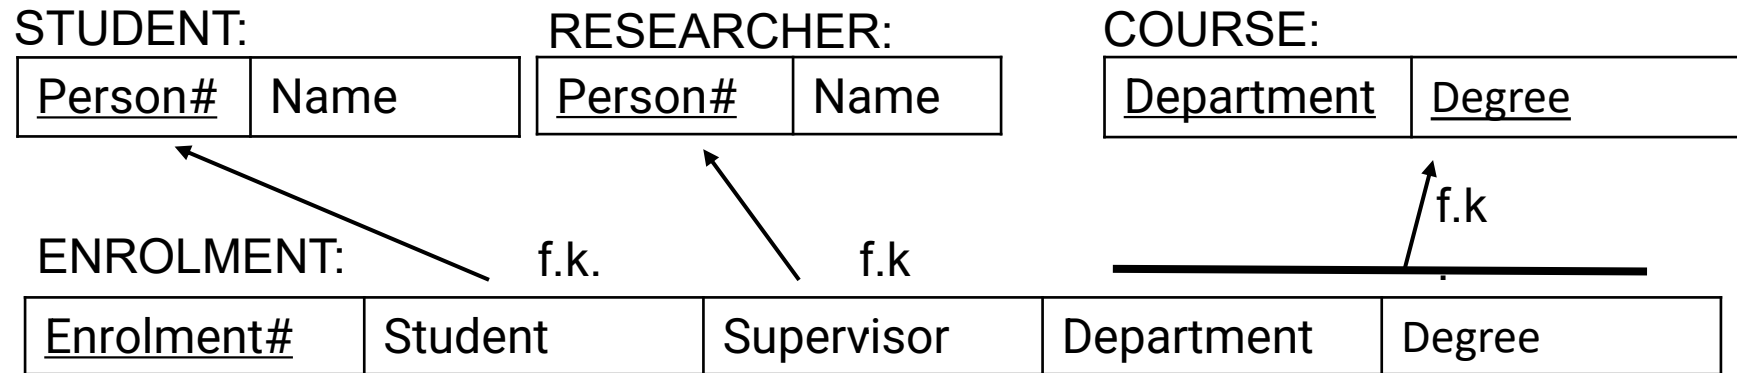 STUDENT: RESEARCHER: COURSE:
Person# Name Person# Name Department Degree
f.k
ENROLMENT: f.k. f.k .
Enrolment# Student Supervisor Department Degree